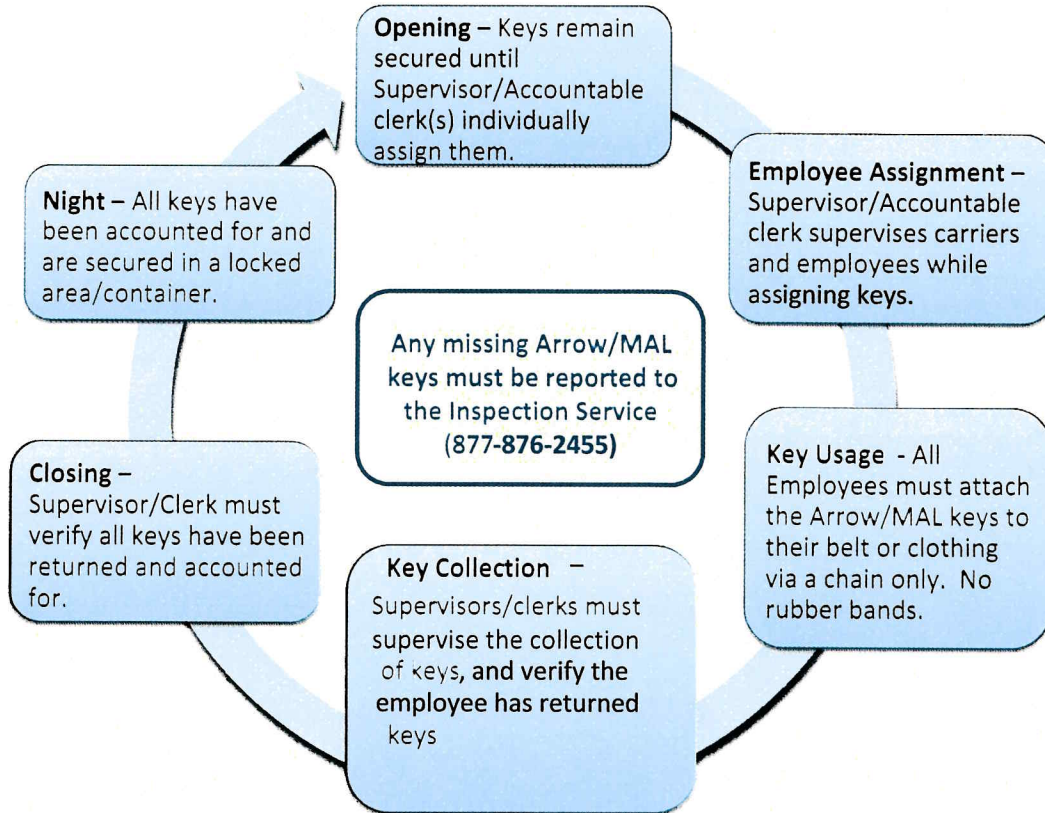 Opening – Keys remain
secured until
Supervisor/Accountable
clerk(s) individually
assign them.
Employee Assignment –
Supervisor/Accountable
clerk supervises carriers
and employees while
assigning keys.
Key Usage - All
Employees must attach
the Arrow/MAL keys to
their belt or clothing
via a chain only. No
rubber bands.
Key Collection –
Supervisors/clerks must
supervise the collection
of keys, and verify the
employee has returned
keys
Closing –
Supervisor/Clerk must
verify all keys have been
returned and accounted
for.
Night – All keys have
been accounted for and
are secured in a locked
area/container.
Any missing Arrow/MAL
keys must be reported to
the Inspection Service
(877-876-2455)